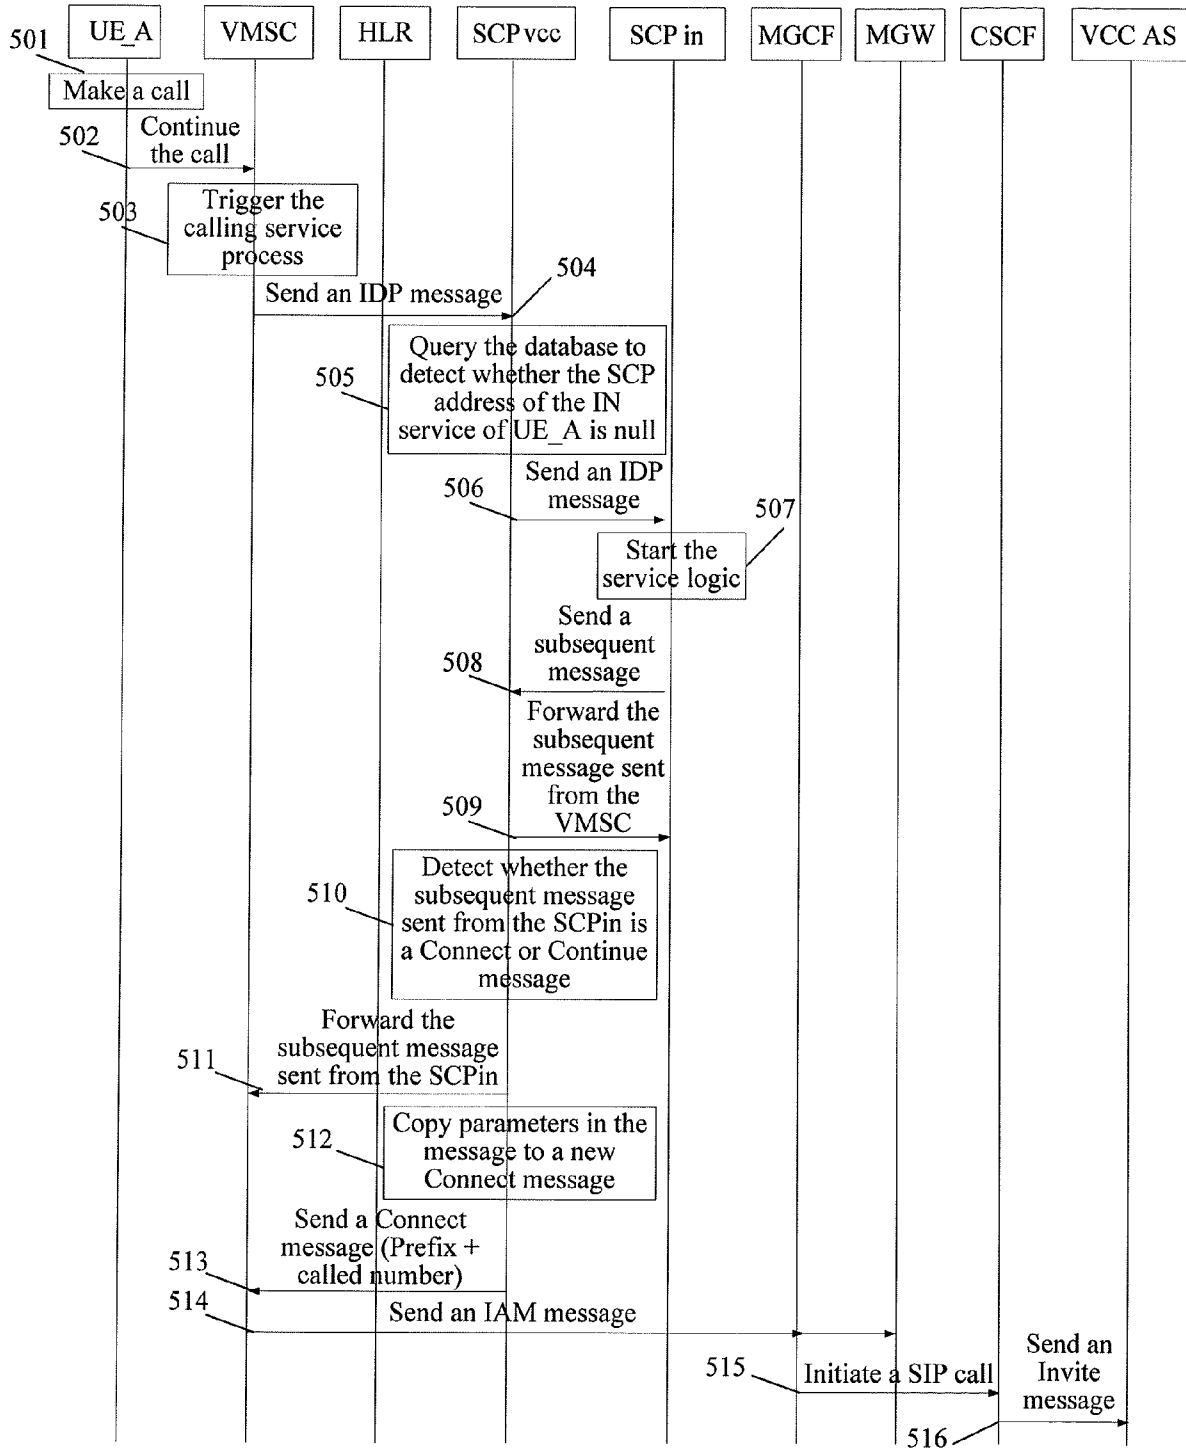 UE_A
VMSC
HLR
SCP vcc
SCP in
MGCF
MGW
CSCF
VCC AS
501
Make a call
502
Continue
the call
503
Trigger the
calling service
process
504
Send an IDP message
505
Query the database to
detect whether the SCP
address of the IN
service of UE_A is null
506
Send an IDP
message
507
Start the
service logic
508
Send a
subsequent
message
509
Forward the
subsequent
message sent
from the
VMSC
510
Detect whether the
subsequent message
sent from the SCPin is
a Connect or Continue
message
511
Forward the
subsequent message
sent from the SCPin
512
Copy parameters in the
message to a new
Connect message
513
Send a Connect
message (Prefix +
called number)
514
Send an IAM message
515
Initiate a SIP call
516
Send an
Invite
message